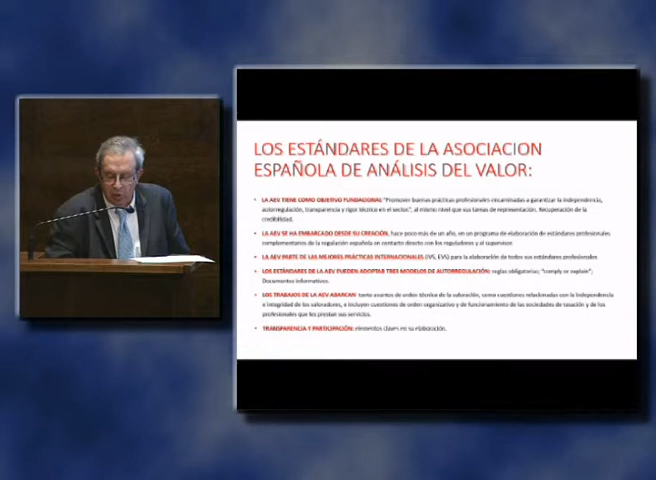 LOS ESTÁNDARES DE LA ASOCIACION
ESPAÑOLA DE ANÁLISIS DEL VALOR:
• LA AEV TIENE COMO OBJETIVO FUNDACIONAL "Promover buenas prácticas profesionales encaminadas a garantizar la independencia,
autorregulación, transparencia y rigor técnico en el sector", al mismo nivel que sus tareas de representación. Recuperación de la
credibilidad.
• LA AEV SE HA EMBARCADO DESDE SU CREACIÓN, hace poco más de un año, en un programa de elaboración de estándares profesionales
complementarios de la regulación española en contacto directo con los reguladores y el supervisor.
• LA AEV PARTE DE LAS MEJORES PRÁCTICAS INTERNACIONALES (IVS, EVS) para la elaboración de todos sus estándares profesionales
• LOS ESTÁNDARES DE LA AEV PUEDEN ADOPTAR TRES MODELOS DE AUTORREGULACIÓN: reglas obligatorias; "comply or explain";
Documentos informativos.
• LOS TRABAJOS DE LA AEV ABARCAN tanto asuntos de orden técnico de la valoración, como cuestiones relacionadas con la independencia
e integridad de los valoradores, e incluyen cuestiones de orden organizativo y de funcionamiento de las sociedades de tasación y de los
profesionales que les prestan sus servicios.
• TRANSPARENCIA Y PARTICIPACIÓN: elementos claves en su elaboración.